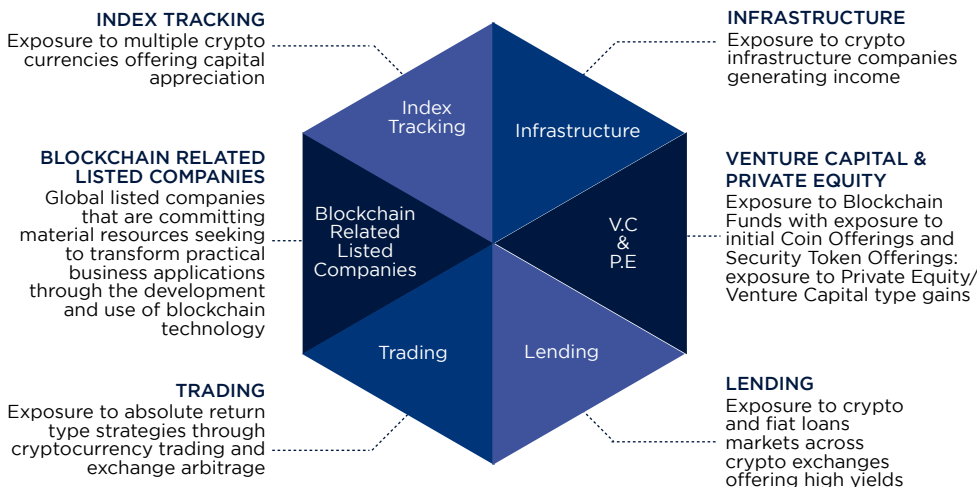 INDEX TRACKING
Exposure to multiple crypto
currencies offering capital
appreciation
BLOCKCHAIN RELATED
LISTED COMPANIES
Global listed companies
that are committing
material resources seeking
to transform practical
business applications
through the development
and use of blockchain
technology
TRADING
Exposure to absolute return
type strategies through
cryptocurrency trading and
exchange arbitrage
Index
Tracking
Infrastructure
Blockchain
Related
Listed
Companies
V.C
&
P.E
Trading
Lending
INFRASTRUCTURE
Exposure to crypto
infrastructure companies
generating income
VENTURE CAPITAL &
PRIVATE EQUITY
Exposure to Blockchain
Funds with exposure to
initial Coin Offerings and
Security Token Offerings:
exposure to Private Equity/
Venture Capital type gains
LENDING
Exposure to crypto
and fiat loans
markets across
crypto exchanges
offering high yields